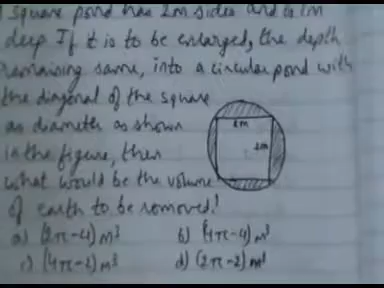 Square pond has 2m sides and is 1m
deep If it is to be enlarged, the depth
remaining same, into a circular pond with
the diagonal of the square
as diameter as shown
in the figure, then
what would be the volume
of earth to be removed?
2m
2m
a) (2π-4)m³ b) (4π-4)m³
c) (4π-2)m³ d) (2π-2)m³